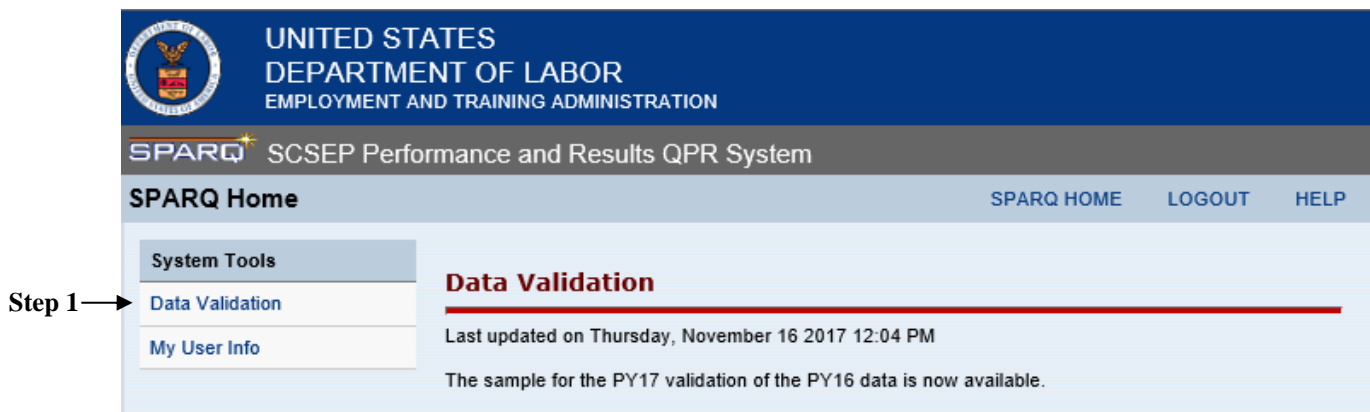 UNITED STATES
DEPARTMENT OF LABOR
EMPLOYMENT AND TRAINING ADMINISTRATION
SPARQ SCSEP Performance and Results QPR System
SPARQ Home SPARQ HOME LOGOUT HELP
System Tools
Step 1 Data Validation
My User Info
Data Validation
Last updated on Thursday, November 16 2017 12:04 PM
The sample for the PY17 validation of the PY16 data is now available.